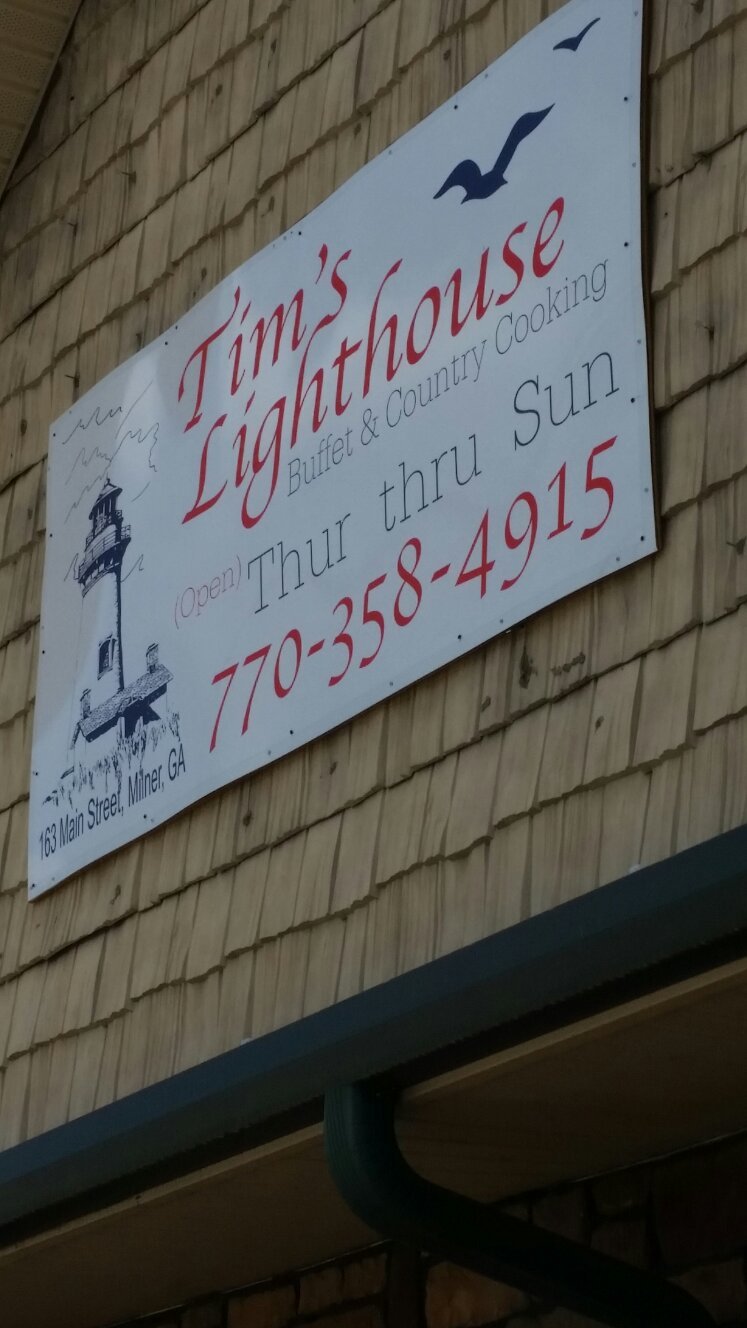 Tim's
Lighthouse
Buffet & Country Cooking
(Open) Thur thru Sun.
770-358-4915
163 Main Street, Milner, GA